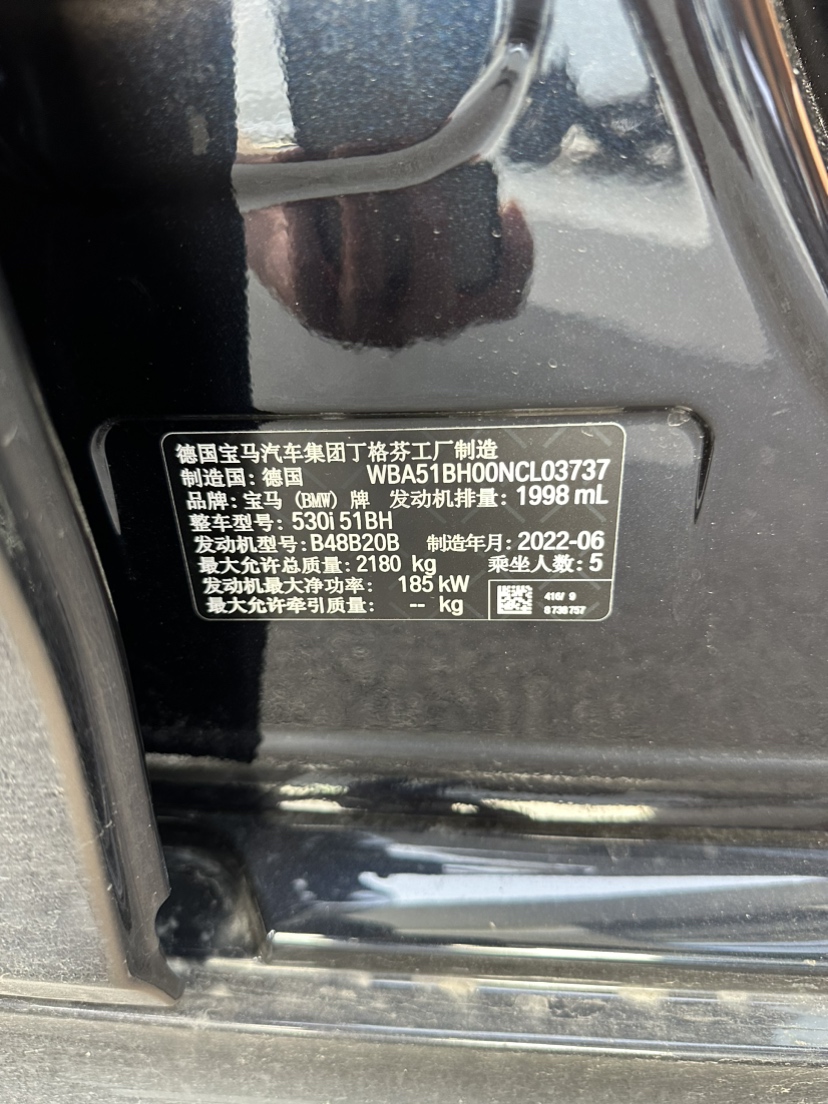 德国宝马汽车集团丁格芬工厂制造
制造国：德国 WBA51BH00NCL03737
品牌：宝马 (BMW) 牌 发动机排量：1998 mL
整车型号：530i 51BH
发动机型号：B48B20B 制造年月：2022-06
最大允许总质量：2180 kg 乘坐人数：5
发动机最大净功率： 185 kW
最大允许牵引质量： -- kg
416/ 9
8738757